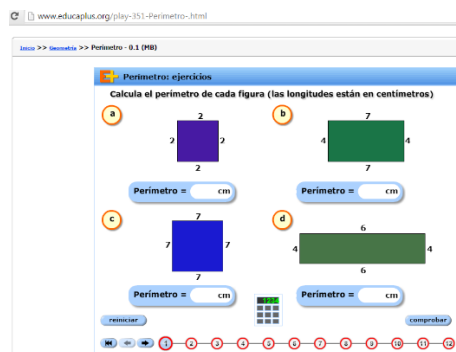 www.educaplus.org/play-351-Perimetro-.html
Inicio >> Geometría >> Perímetro - 0.1 (MB)
E+ Perímetro: ejercicios
Calcula el perímetro de cada figura (las longitudes están en centímetros)
a
2
2 2
2
Perímetro = cm
b
7
4 4
7
Perímetro = cm
c
7
7 7
7
Perímetro = cm
d
6
4 4
6
Perímetro = cm
reiniciar comprobar
1 2 3 4 5 6 7 8 9 10 11 12